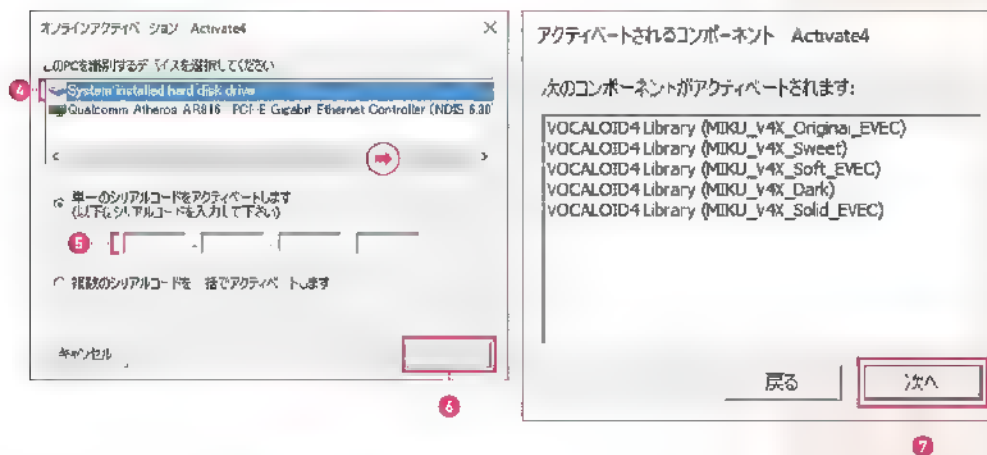 オンラインアクティベーション Activate4
このPCを識別するデバイスを選択してください
4
System installed hard disk drive
Qualcomm Atheros AR816 PCI-E Gigabit Ethernet Controller (NDIS 6.30
単一のシリアルコードをアクティベートします
(以下にシリアルコードを入力して下さい)
5
複数のシリアルコードを一括でアクティベートします
キャンセル
6
アクティベートされるコンポーネント Activate4
次のコンポーネントがアクティベートされます:
VOCALOID4 Library (MIKU_V4X_Original_EVEC)
VOCALOID4 Library (MIKU_V4X_Sweet)
VOCALOID4 Library (MIKU_V4X_Soft_EVEC)
VOCALOID4 Library (MIKU_V4X_Dark)
VOCALOID4 Library (MIKU_V4X_Solid_EVEC)
戻る
次へ
7